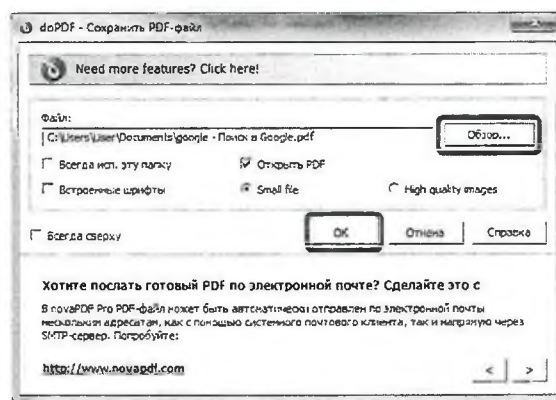 doPDF - Сохранить PDF-файл
Need more features? Click here!
Файл:
C:\Users\User\Documents\google - Поиск в Google.pdf
Обзор...
Всегда исп. эту папку
Открыть PDF
Встроенные шрифты
Small file
High quality images
Всегда сверху
OK
Отмена
Справка
Хотите послать готовый PDF по электронной почте? Сделайте это с
В novaPDF Pro PDF-файл может быть автоматически отправлен по электронной почты
нескольким адресатам, как с помощью системного почтового клиента, так и напрямую через
SMTP-сервер. Попробуйте:
http://www.novapdf.com
< >